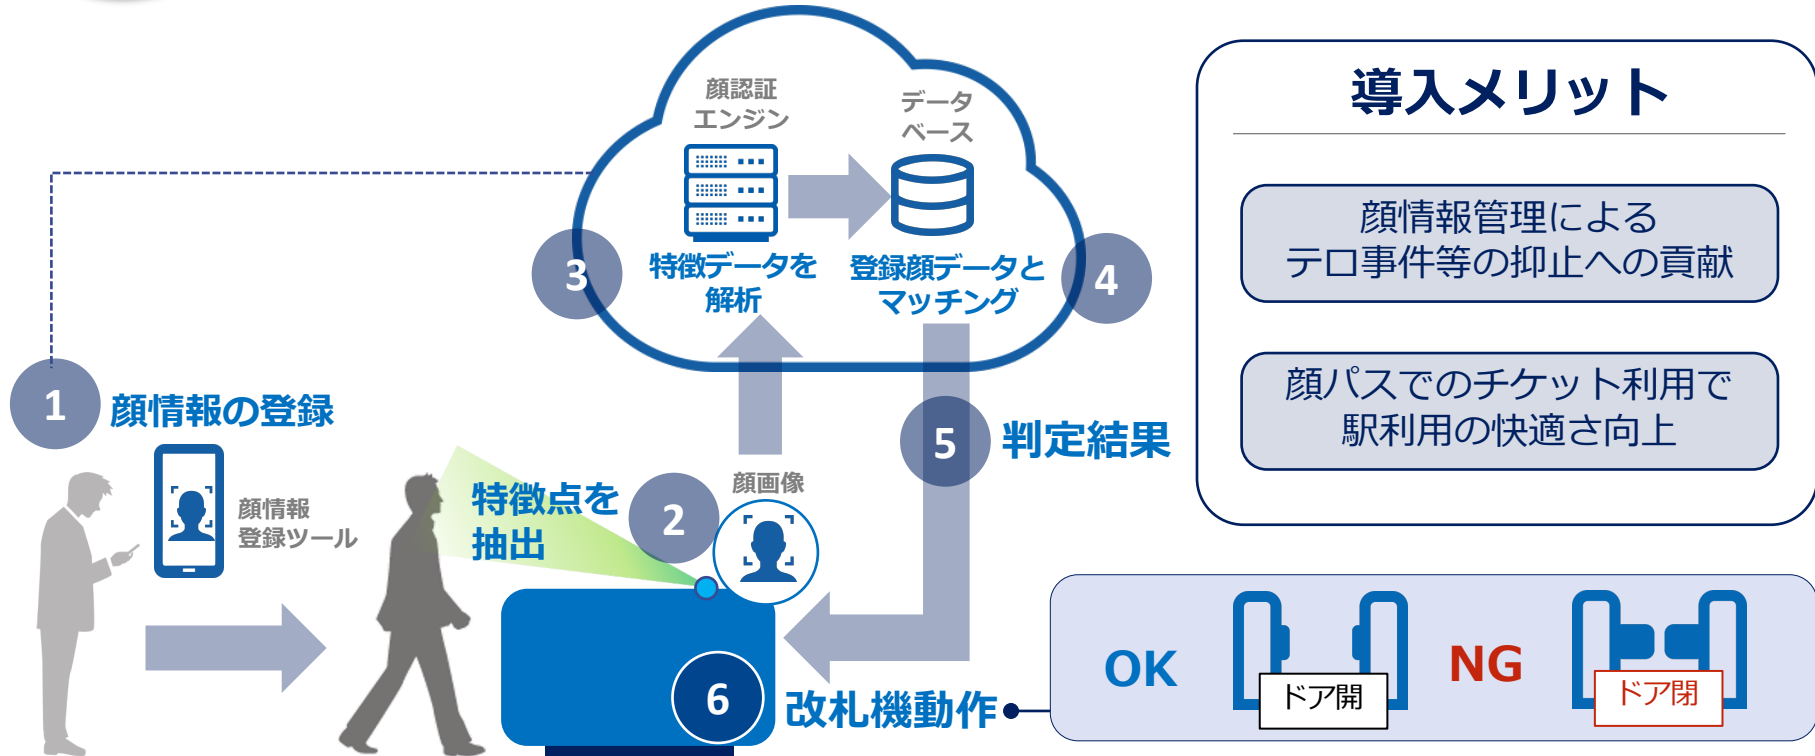 顔認証
エンジン
データ
ベース
3
特徴データを
解析
登録顔データと
マッチング
4
1
顔情報の登録
顔情報
登録ツール
特徴点を
抽出
2
顔画像
5
判定結果
6
改札機動作
導入メリット
顔情報管理による
テロ事件等の抑止への貢献
顔パスでのチケット利用で
駅利用の快適さ向上
OK
ドア開
NG
ドア閉